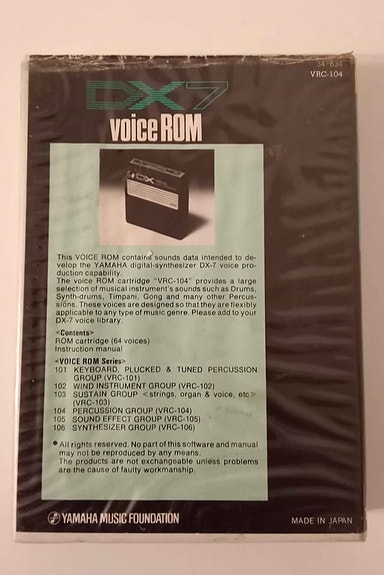 34-634
VRC-104
DX7
voice ROM
This VOICE ROM contains sounds data intended to de-
velop the YAMAHA digital-synthesizer DX-7 voice pro-
duction capability.
The voice ROM cartridge "VRC-104" provides a large
selection of musical instrument's sounds such as Drums,
Synth-drums, Timpani, Gong and many other Percus-
sions. These voices are designed so that they are flexibly
applicable to any type of music genre. Please add to your
DX-7 voice library.
<Contents>
ROM cartridge (64 voices)
Instruction manual
<VOICE ROM Series>
101 KEYBOARD, PLUCKED & TUNED PERCUSSION
GROUP (VRC-101)
102 WIND INSTRUMENT GROUP (VRC-102)
103 SUSTAIN GROUP <strings, organ & voice, etc>
(VRC-103)
104 PERCUSSION GROUP (VRC-104)
105 SOUND EFFECT GROUP (VRC-105)
106 SYNTHESIZER GROUP (VRC-106)
● All rights reserved. No part of this software and manual
may not be reproduced by any means.
The products are not exchangeable unless problems
are the cause of faulty workmanship.
YAMAHA MUSIC FOUNDATION
MADE IN JAPAN